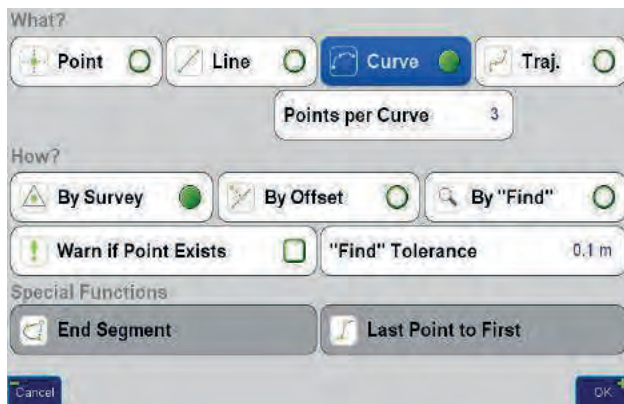 What?
Point Line Curve Traj.
Points per Curve 3
How?
By Survey By Offset By "Find"
Warn if Point Exists "Find" Tolerance 0.1 m
Special Functions
End Segment Last Point to First
Cancel OK